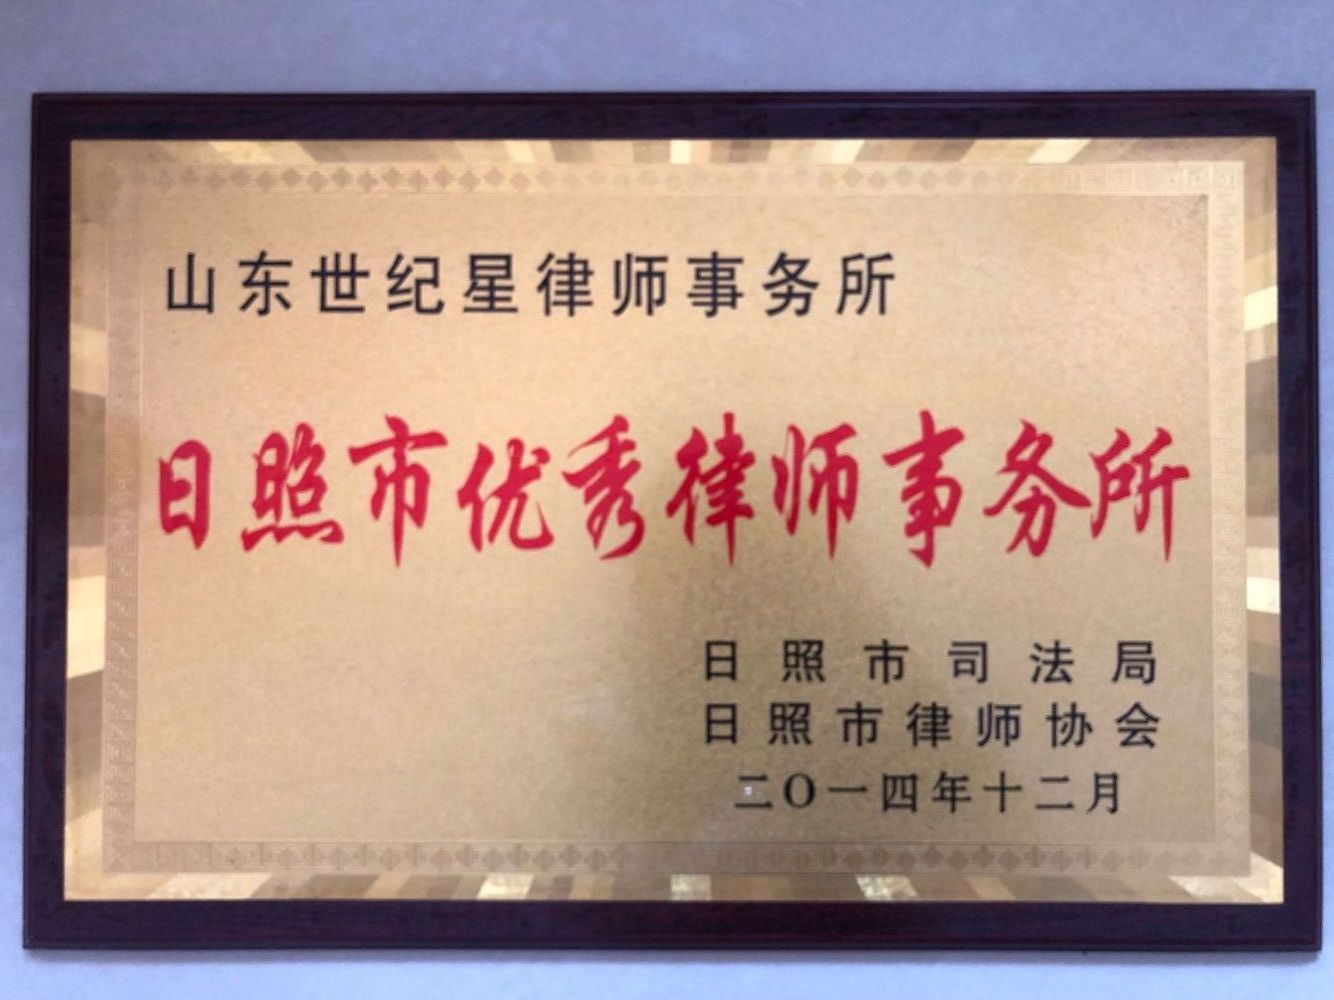 山东世纪星律师事务所
日照市优秀律师事务所
日照市司法局
日照市律师协会
二〇一四年十二月